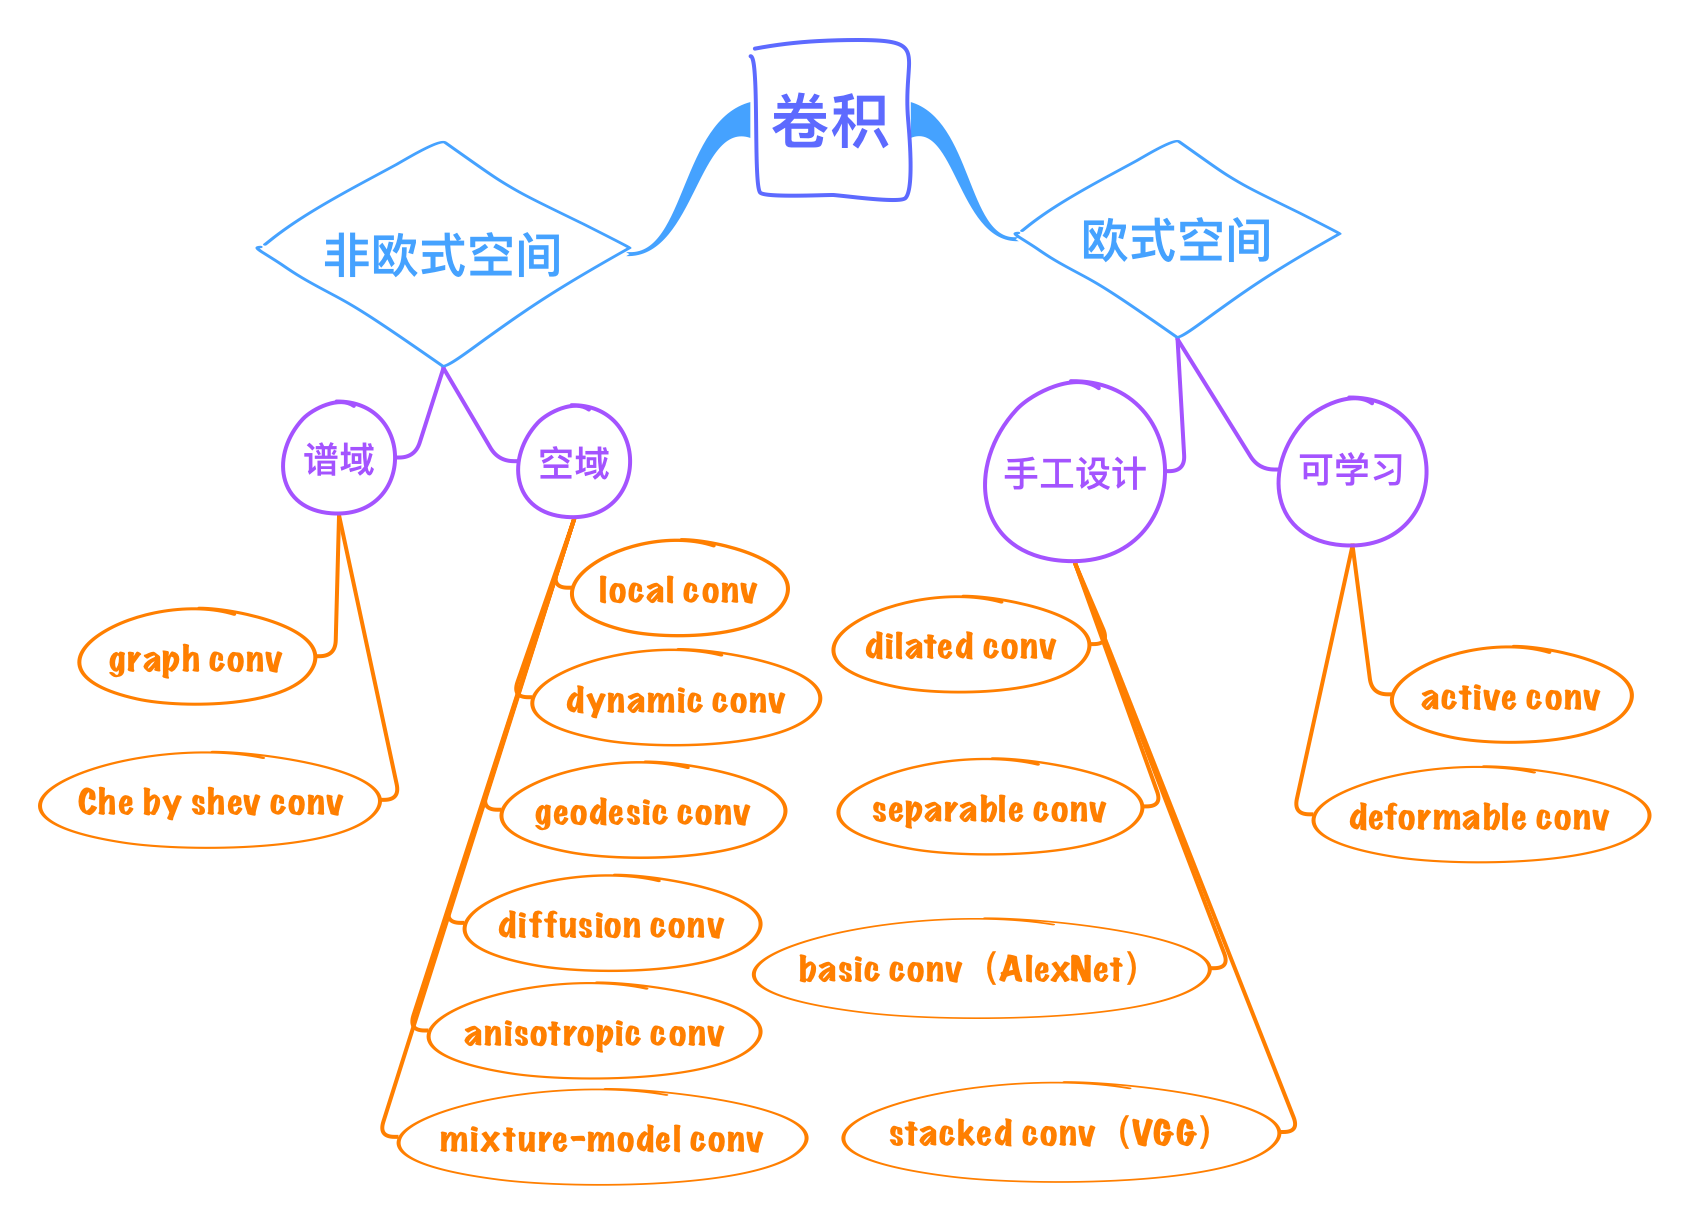 卷积
非欧式空间
欧式空间
谱域
空域
手工设计
可学习
graph conv
Che by shev conv
local conv
dynamic conv
geodesic conv
diffusion conv
anisotropic conv
mixture-model conv
dilated conv
separable conv
basic conv（AlexNet）
stacked conv（VGG）
active conv
deformable conv